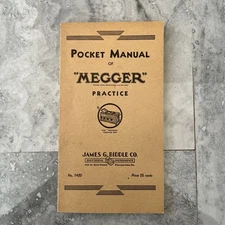 POCKET MANUAL
OF
"MEGGER"
PRACTICE
JAMES G. BIDDLE CO.
No. 1420
Price 25 cents